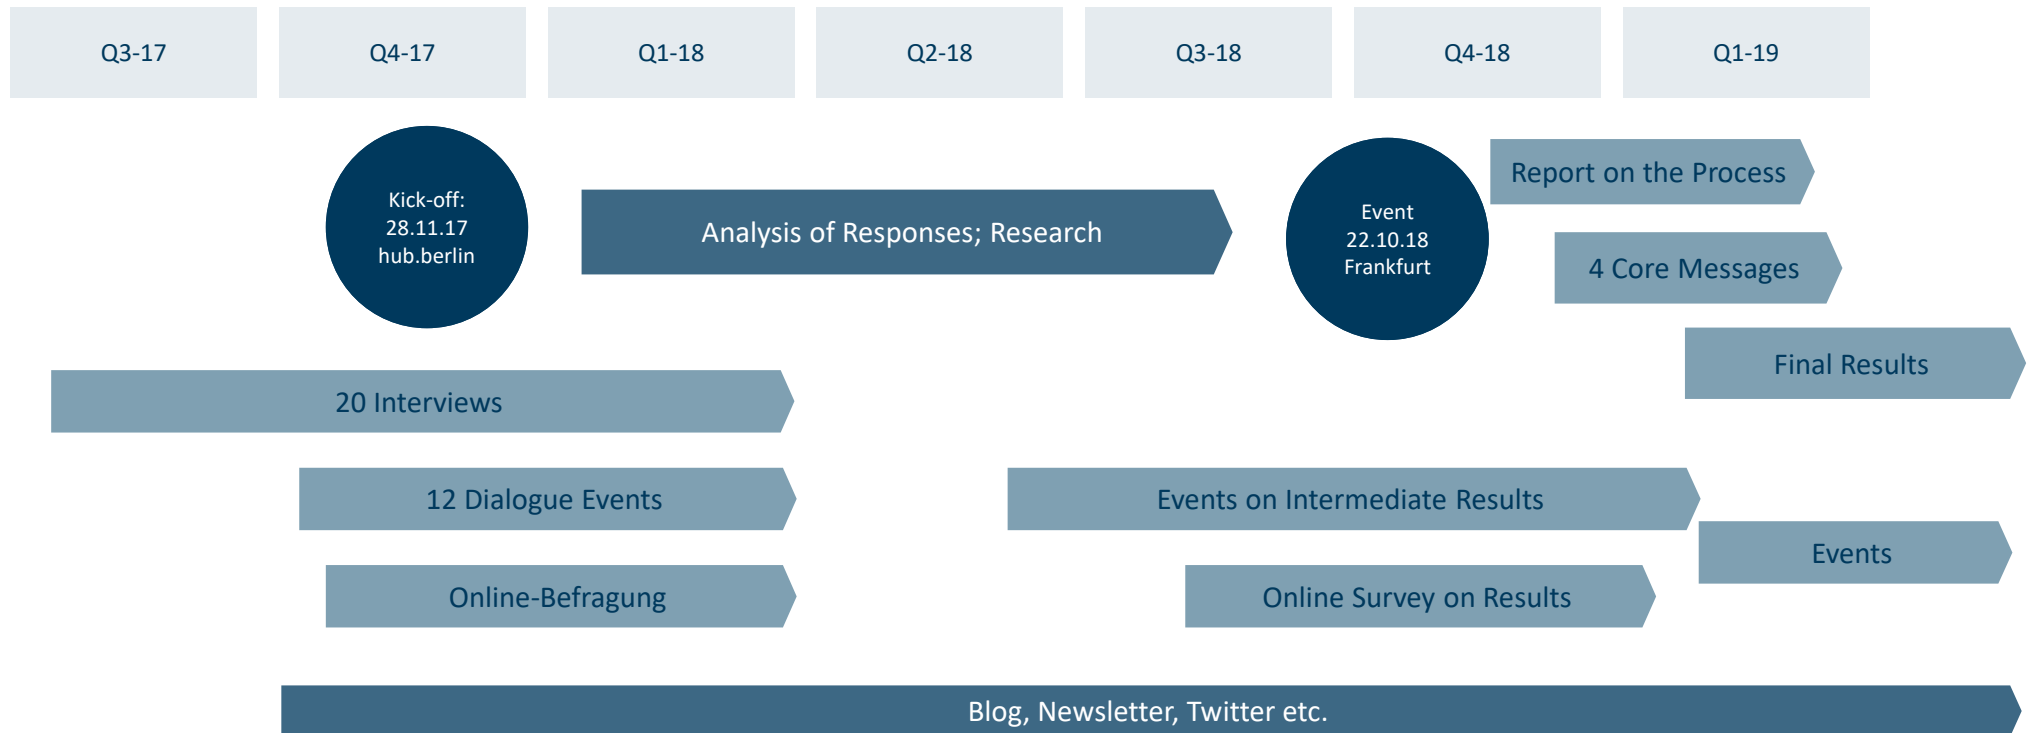 Q3-17
Q4-17
Q1-18
Q2-18
Q3-18
Q4-18
Q1-19
Kick-off:
28.11.17
hub.berlin
Analysis of Responses; Research
Event
22.10.18
Frankfurt
Report on the Process
4 Core Messages
Final Results
20 Interviews
12 Dialogue Events
Events on Intermediate Results
Events
Online-Befragung
Online Survey on Results
Blog, Newsletter, Twitter etc.